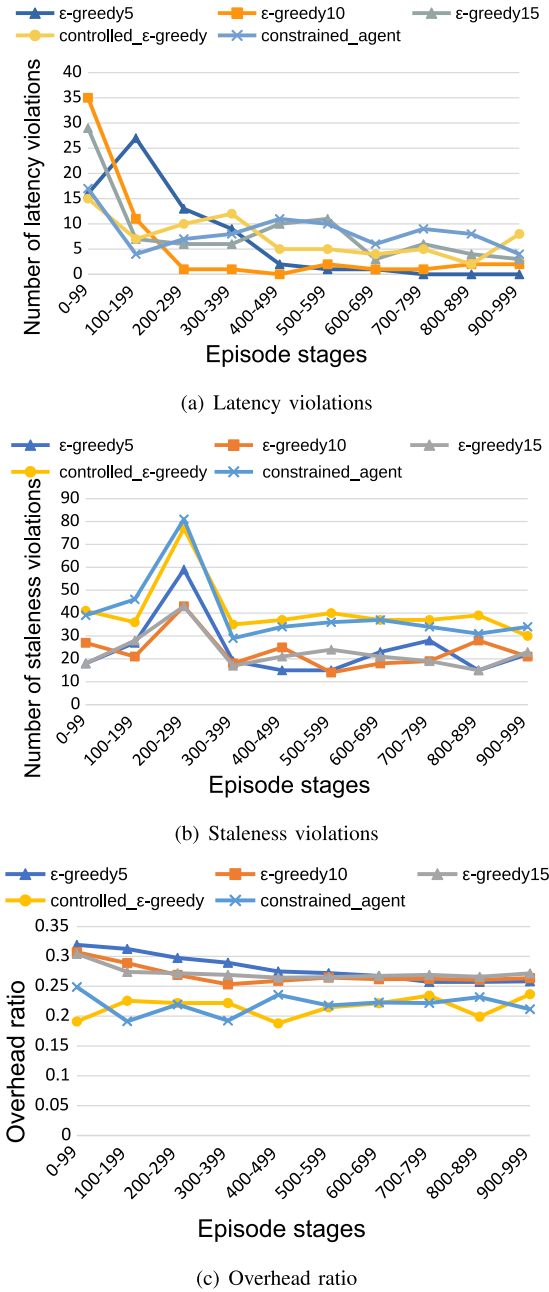 ε-greedy5 ε-greedy10 ε-greedy15
controlled_ε-greedy constrained_agent
Number of latency violations
40
35
30
25
20
15
10
5
0
0-99 100-199 200-299 300-399 400-499 500-599 600-699 700-799 800-899 900-999
Episode stages
(a) Latency violations
ε-greedy5 ε-greedy10 ε-greedy15
controlled_ε-greedy constrained_agent
Number of staleness violations
90
80
70
60
50
40
30
20
10
0
0-99 100-199 200-299 300-399 400-499 500-599 600-699 700-799 800-899 900-999
Episode stages
(b) Staleness violations
ε-greedy5 ε-greedy10 ε-greedy15
controlled_ε-greedy constrained_agent
Overhead ratio
0.35
0.3
0.25
0.2
0.15
0.1
0.05
0
0-99 100-199 200-299 300-399 400-499 500-599 600-699 700-799 800-899 900-999
Episode stages
(c) Overhead ratio